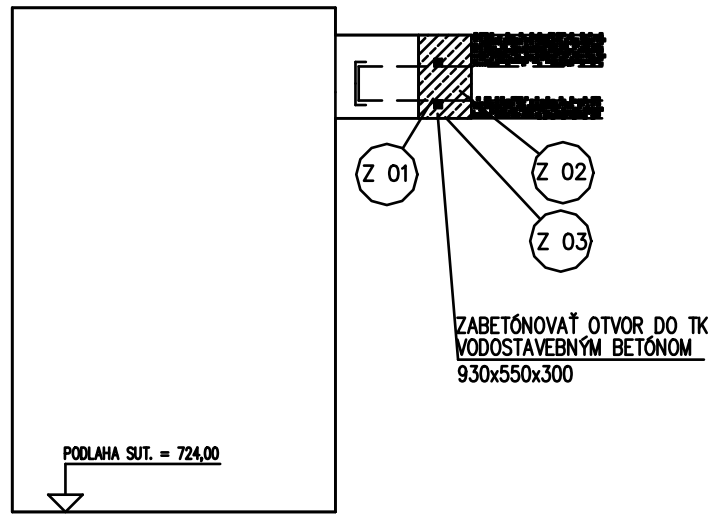 Z 01
Z 02
Z 03
ZABETÓNOVAŤ OTVOR DO TK
VODOSTAVEBNÝM BETÓNOM
930x550x300
PODLAHA SUT. = 724,00